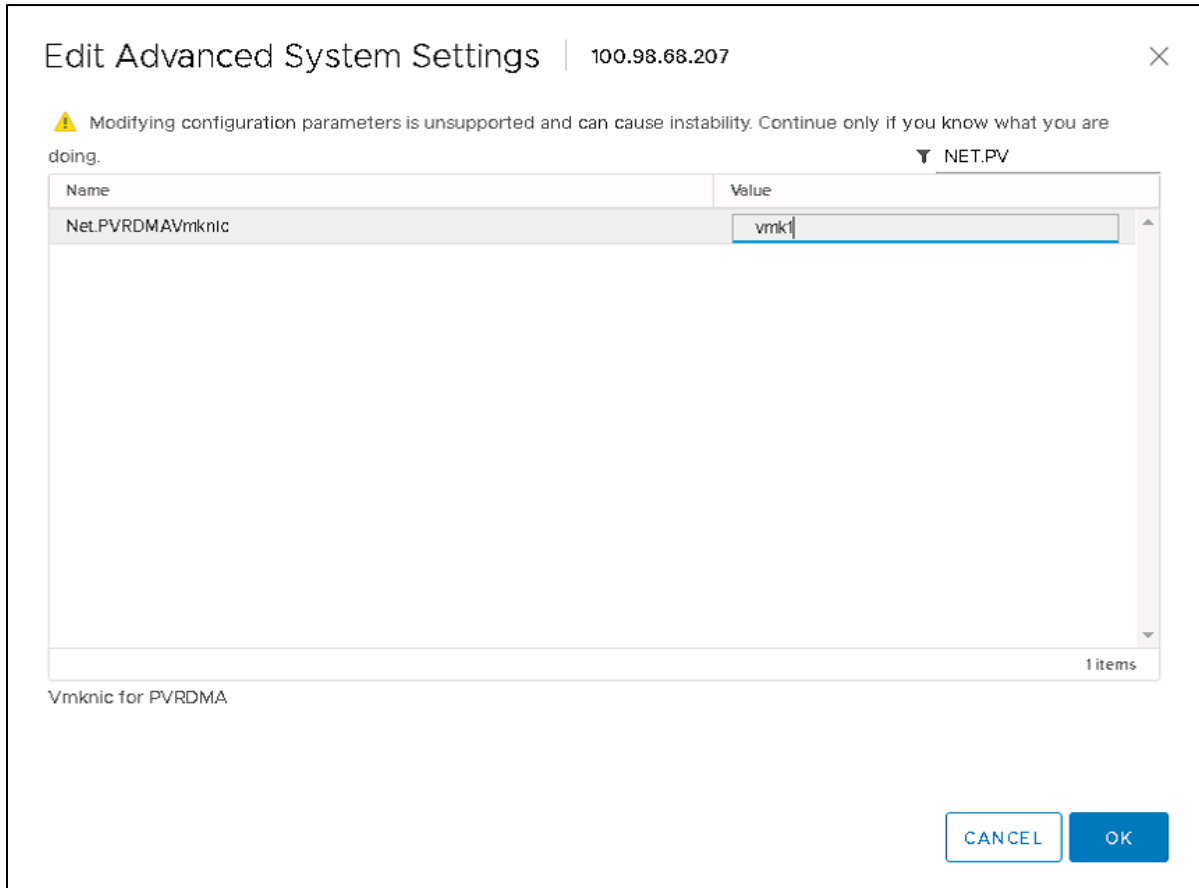 Edit Advanced System Settings 100.98.68.207
Modifying configuration parameters is unsupported and can cause instability. Continue only if you know what you are
doing. NET.PV
Name Value
Net.PVRDMAVmknic vmk1
1 items
Vmknic for PVRDMA
CANCEL OK